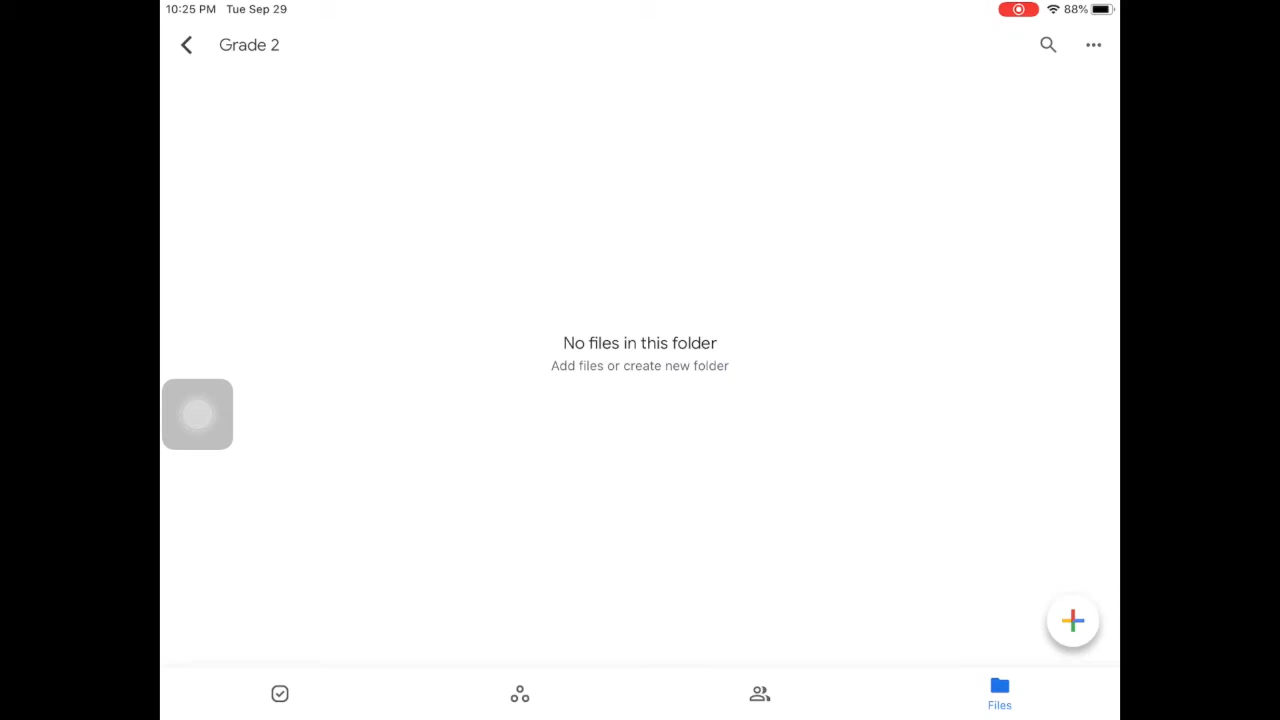 10:25 PM Tue Sep 29 88%
Grade 2
No files in this folder
Add files or create new folder
Files